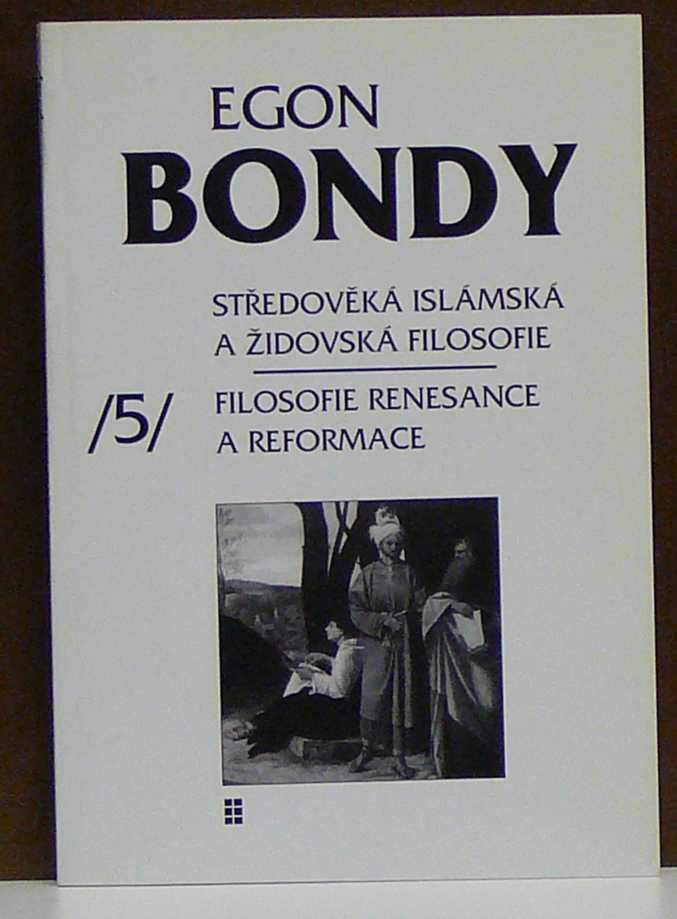 EGON
BONDY
STŘEDOVĚKÁ ISLÁMSKÁ
A ŽIDOVSKÁ FILOSOFIE
/5/
FILOSOFIE RENESANCE
A REFORMACE